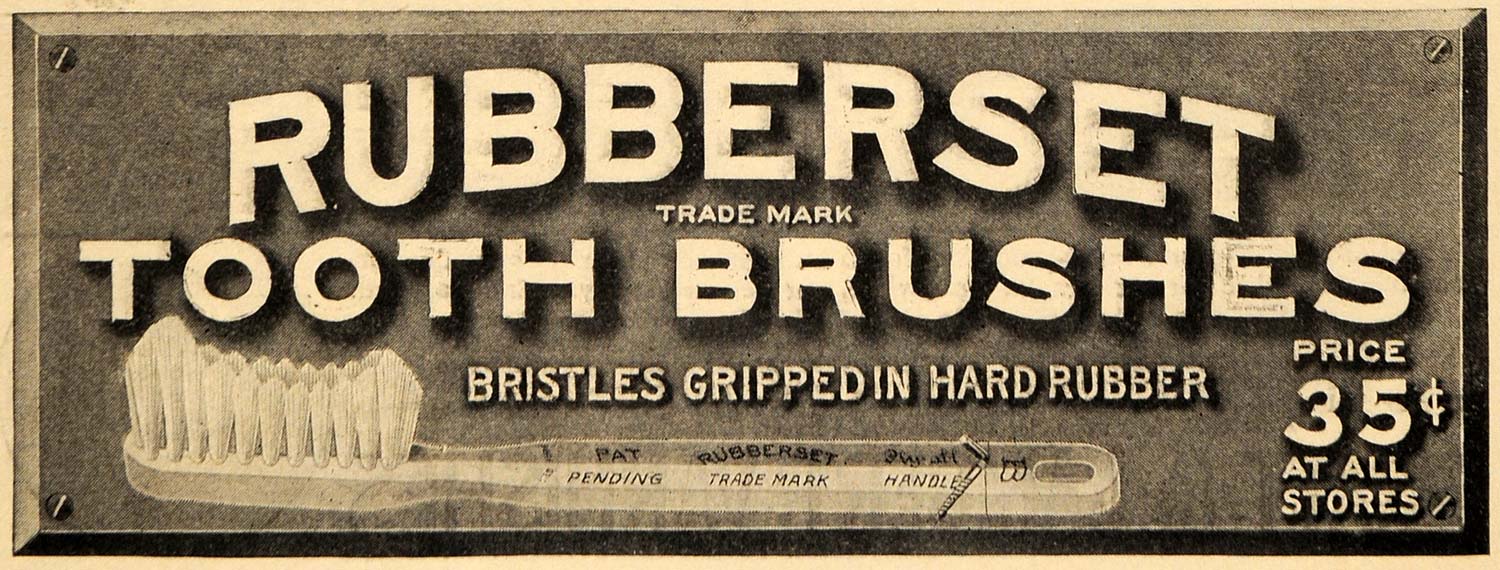 RUBBERSET
TRADE MARK
TOOTH BRUSHES
BRISTLES GRIPPED IN HARD RUBBER
PRICE
35¢
AT ALL
STORES
PAT RUBBERSET
PENDING TRADE MARK HANDLE
B